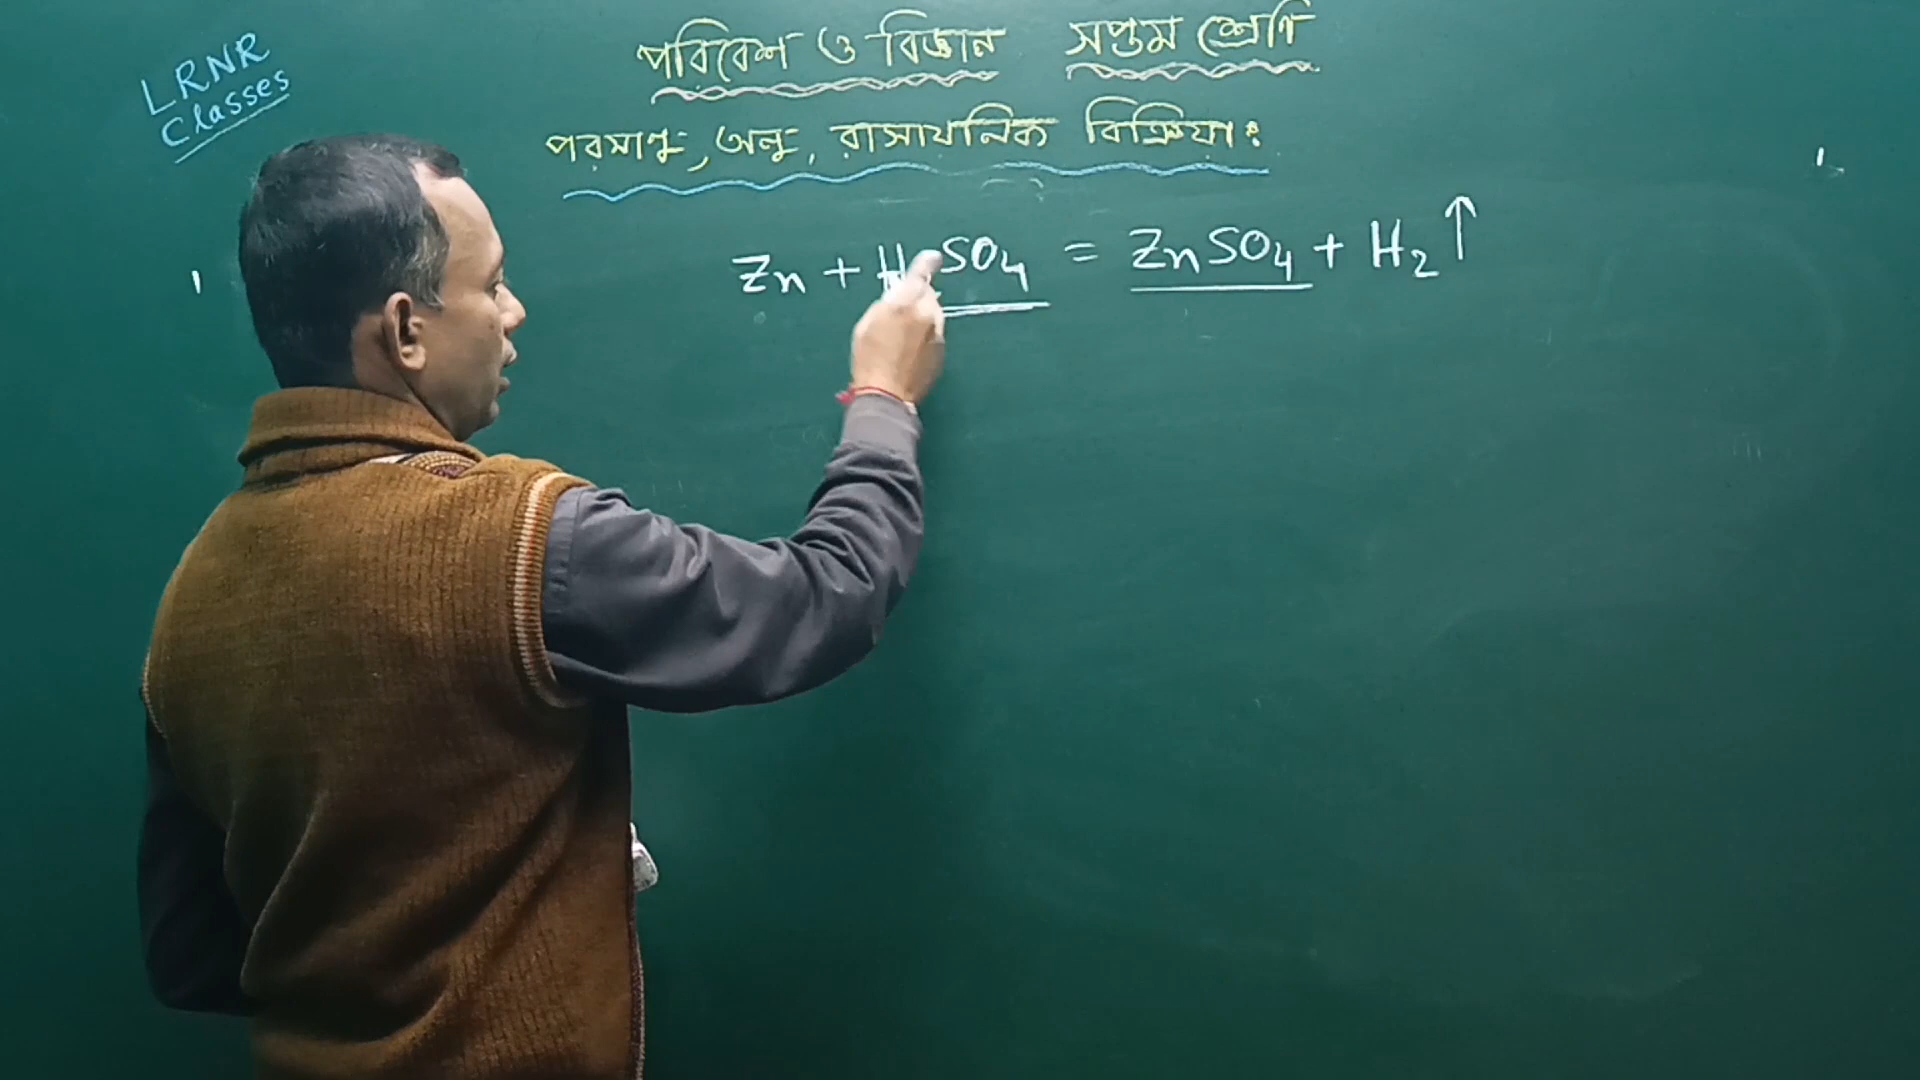 LRNR
Classes
পরিবেশ ও বিজ্ঞান সপ্তম শ্রেণি
পরমাণু, অণু, রাসায়নিক বিক্রিয়াঃ
Zn + H₂SO₄ = ZnSO₄ + H₂↑